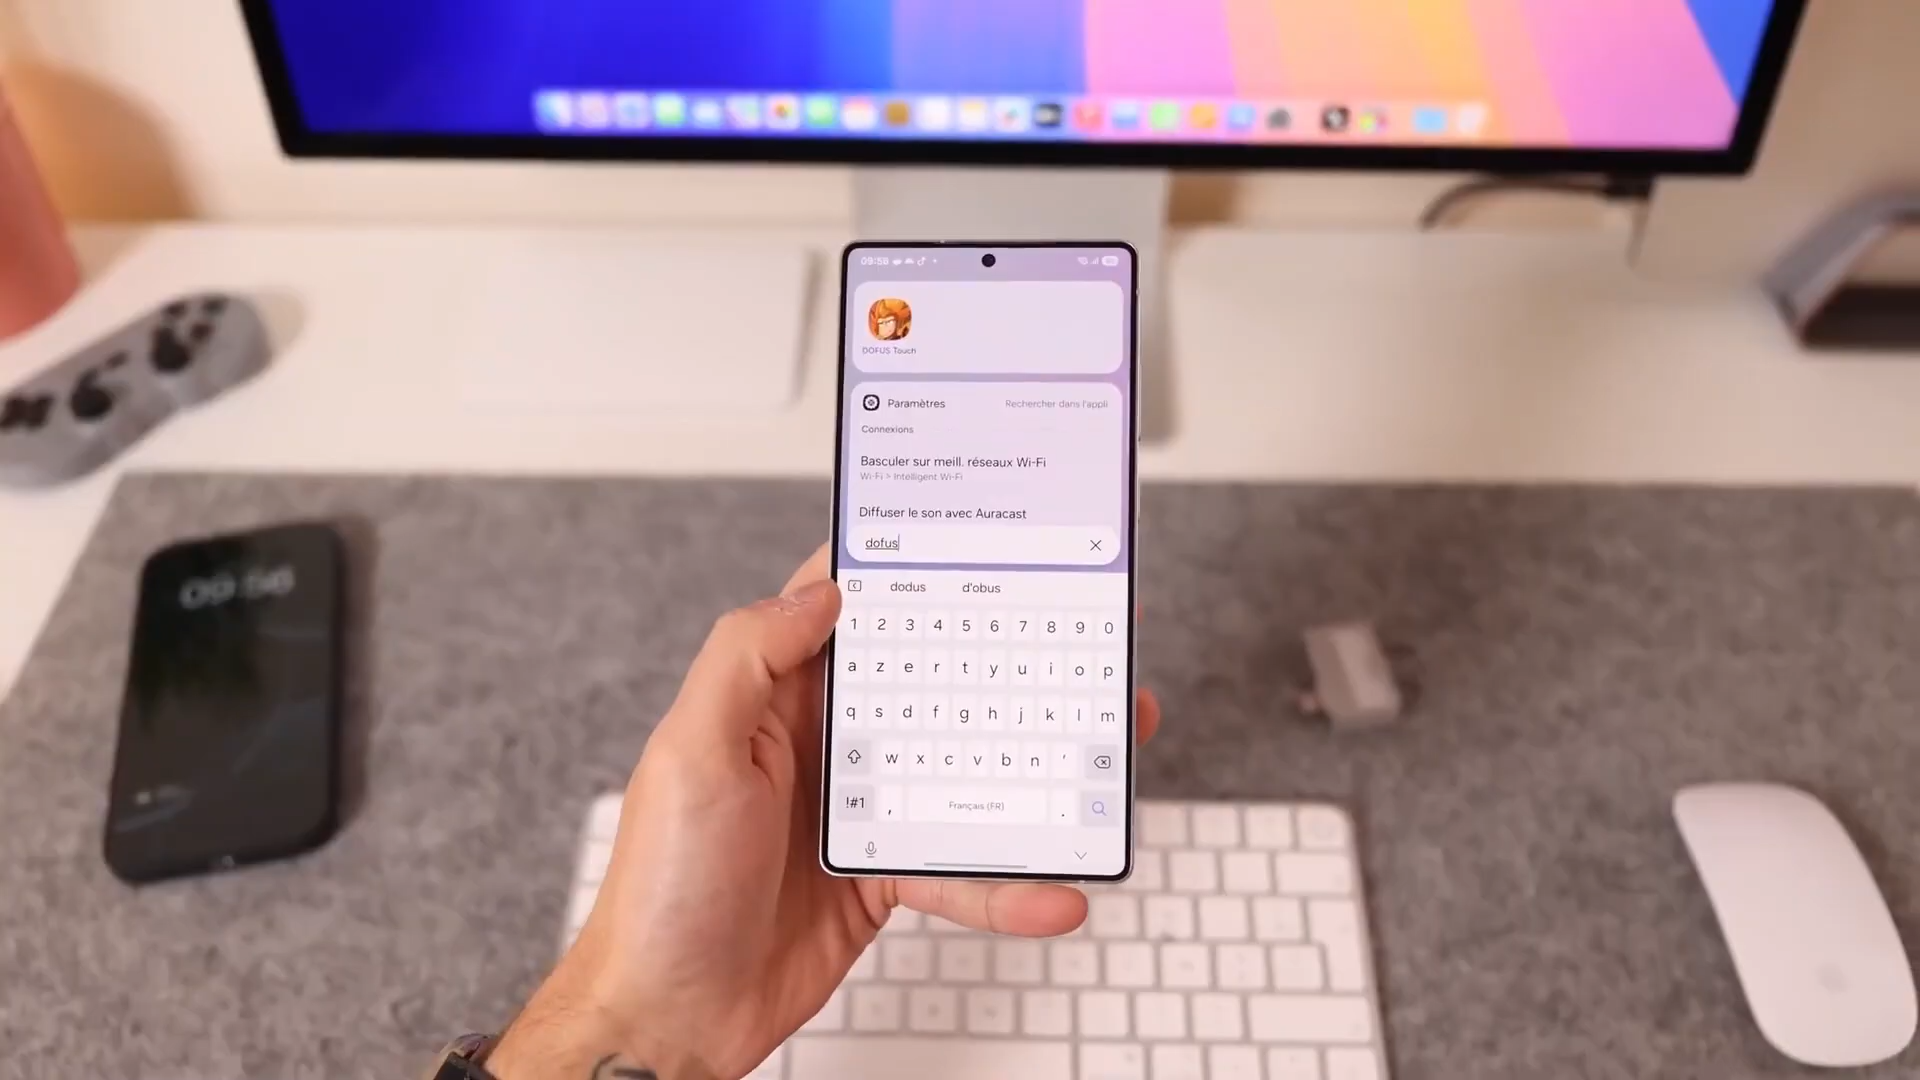 09:58
DOFUS Touch
Paramètres
Rechercher dans l'appli
Connexions
Basculer sur meill. réseaux Wi-Fi
Wi-Fi > Intelligent Wi-Fi
Diffuser le son avec Auracast
dofus
dodus d'obus
1 2 3 4 5 6 7 8 9 0
a z e r t y u i o p
q s d f g h j k l m
w x c v b n '
!#1 , Français (FR) .
09:56